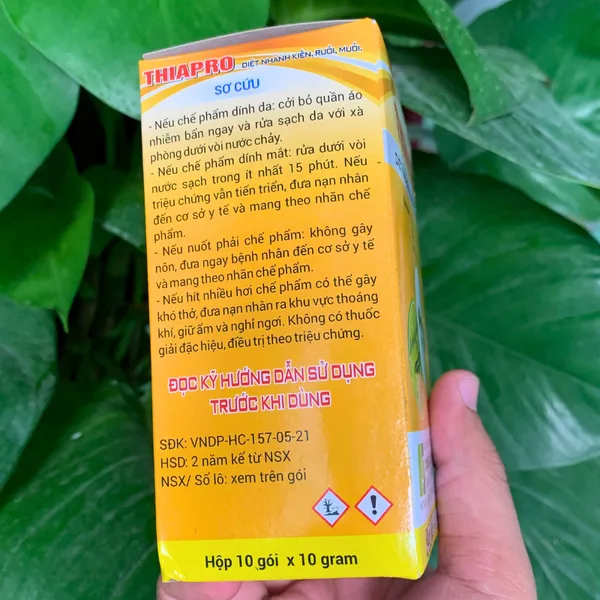 THIAPRO DIỆT NHANH KIẾN, RUỒI, MUỖI.
SƠ CỨU
- Nếu chế phẩm dính da: cởi bỏ quần áo
nhiễm bẩn ngay và rửa sạch da với xà
phòng dưới vòi nước chảy.
- Nếu chế phẩm dính mắt: rửa dưới vòi
nước sạch trong ít nhất 15 phút. Nếu
triệu chứng vẫn tiến triển, đưa nạn nhân
đến cơ sở y tế và mang theo nhãn chế
phẩm.
- Nếu nuốt phải chế phẩm: không gây
nôn, đưa ngay bệnh nhân đến cơ sở y tế
và mang theo nhãn chế phẩm.
- Nếu hít nhiều hơi chế phẩm có thể gây
khó thở, đưa nạn nhân ra khu vực thoáng
khí, giữ ấm và nghỉ ngơi. Không có thuốc
giải đặc hiệu, điều trị theo triệu chứng.
ĐỌC KỸ HƯỚNG DẪN SỬ DỤNG
TRƯỚC KHI DÙNG
SĐK: VNDP-HC-157-05-21
HSD: 2 năm kể từ NSX
NSX/ Số lô: xem trên gói
Hộp 10 gói x 10 gram